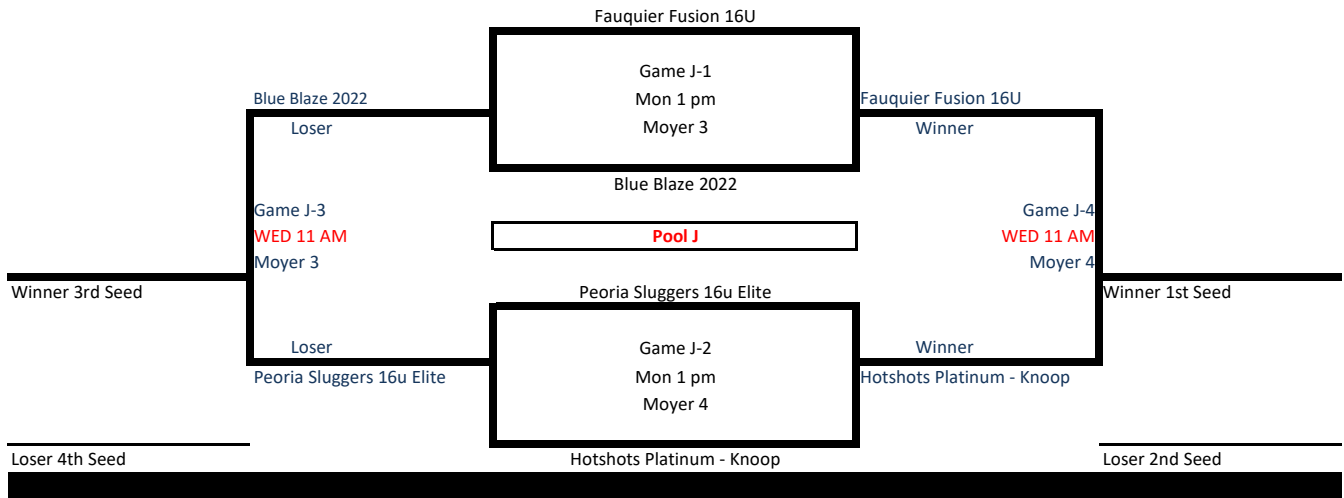 Fauquier Fusion 16U
Game J-1
Blue Blaze 2022
Mon 1 pm
Fauquier Fusion 16U
Loser
Moyer 3
Winner
Blue Blaze 2022
Game J-3
Game J-4
WED 11 AM
Pool J
WED 11 AM
Moyer 3
Moyer 4
Winner 3rd Seed
Peoria Sluggers 16u Elite
Winner 1st Seed
Loser
Game J-2
Winner
Peoria Sluggers 16u Elite
Mon 1 pm
Hotshots Platinum - Knoop
Moyer 4
Loser 4th Seed
Hotshots Platinum - Knoop
Loser 2nd Seed